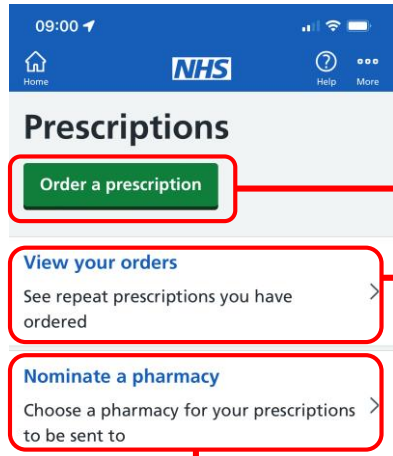 09:00
NHS
Home
Help
More
Prescriptions
Order a prescription
View your orders
See repeat prescriptions you have
ordered
Nominate a pharmacy
Choose a pharmacy for your prescriptions
to be sent to